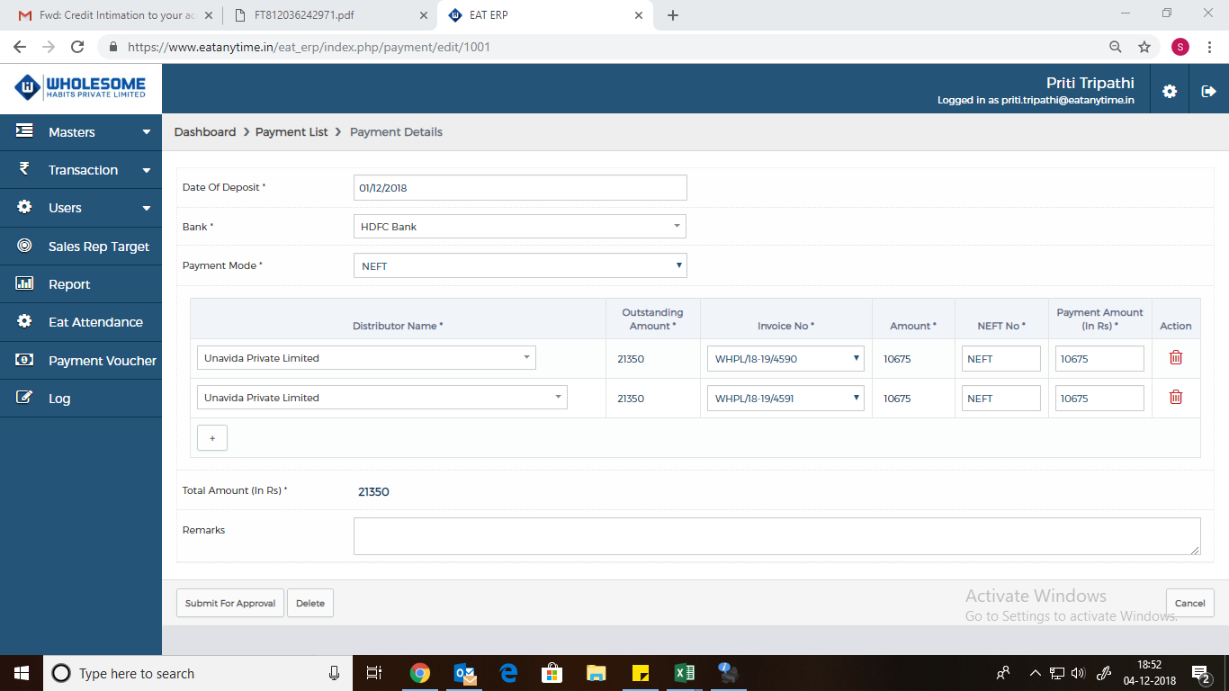 Fwd: Credit Intimation to your ac
FT812036242971.pdf
EAT ERP
https://www.eatanytime.in/eat_erp/index.php/payment/edit/1001
S
WHOLESOME
HABITS PRIVATE LIMITED
Priti Tripathi
Logged in as priti.tripathi@eatanytime.in
Masters
Transaction
Users
Sales Rep Target
Report
Eat Attendance
Payment Voucher
Log
Dashboard > Payment List > Payment Details
Date Of Deposit * 01/12/2018
Bank * HDFC Bank
Payment Mode * NEFT
Distributor Name * Outstanding Amount * Invoice No * Amount * NEFT No * Payment Amount (In Rs) * Action
Unavida Private Limited 21350 WHPL/18-19/4590 10675 NEFT 10675
Unavida Private Limited 21350 WHPL/18-19/4591 10675 NEFT 10675
+
Total Amount (In Rs) * 21350
Remarks
Submit For Approval Delete Cancel
Activate Windows
Go to Settings to activate Windows.
Type here to search
18:52
04-12-2018
2